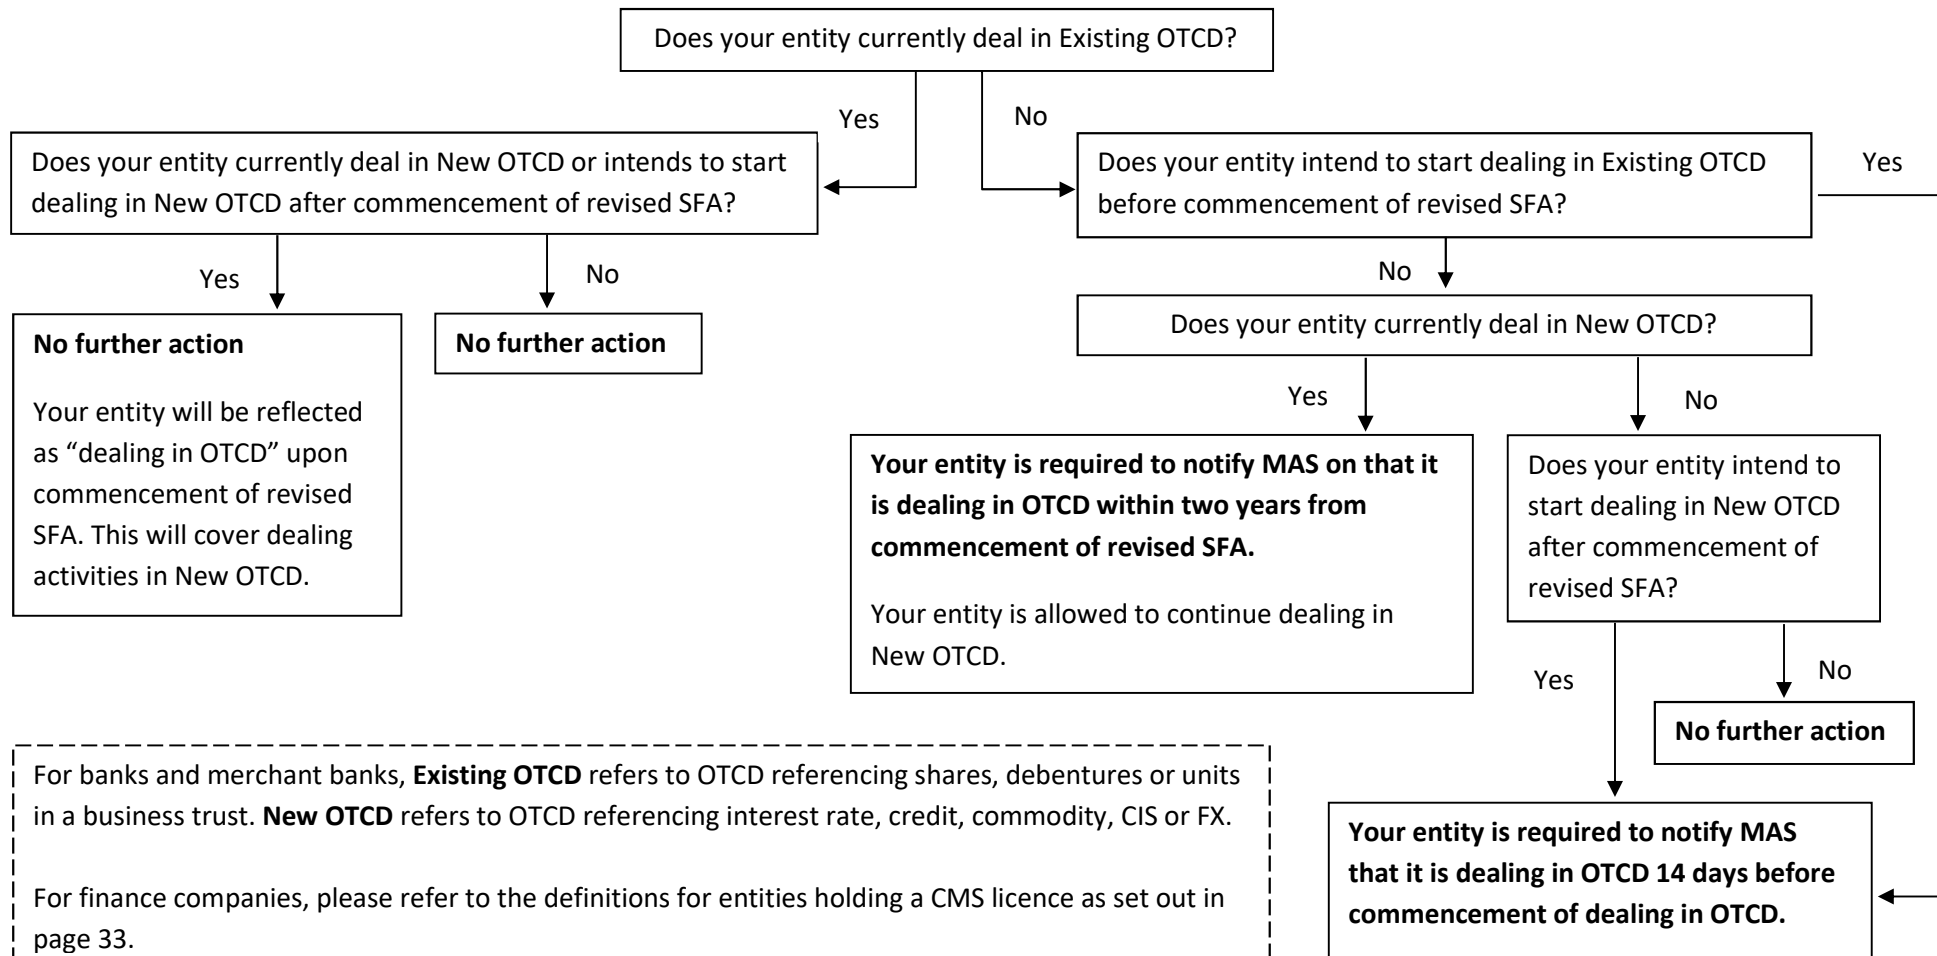 Does your entity currently deal in Existing OTCD?
Yes
No
Does your entity currently deal in New OTCD or intends to start
dealing in New OTCD after commencement of revised SFA?
Does your entity intend to start dealing in Existing OTCD
before commencement of revised SFA?
Yes
Yes
No
No
No further action
Your entity will be reflected
as “dealing in OTCD” upon
commencement of revised
SFA. This will cover dealing
activities in New OTCD.
No further action
Does your entity currently deal in New OTCD?
Yes
No
Your entity is required to notify MAS on that it
is dealing in OTCD within two years from
commencement of revised SFA.
Your entity is allowed to continue dealing in
New OTCD.
Does your entity intend to
start dealing in New OTCD
after commencement of
revised SFA?
Yes
No
No further action
For banks and merchant banks, Existing OTCD refers to OTCD referencing shares, debentures or units
in a business trust. New OTCD refers to OTCD referencing interest rate, credit, commodity, CIS or FX.
For finance companies, please refer to the definitions for entities holding a CMS licence as set out in
page 33.
Your entity is required to notify MAS
that it is dealing in OTCD 14 days before
commencement of dealing in OTCD.